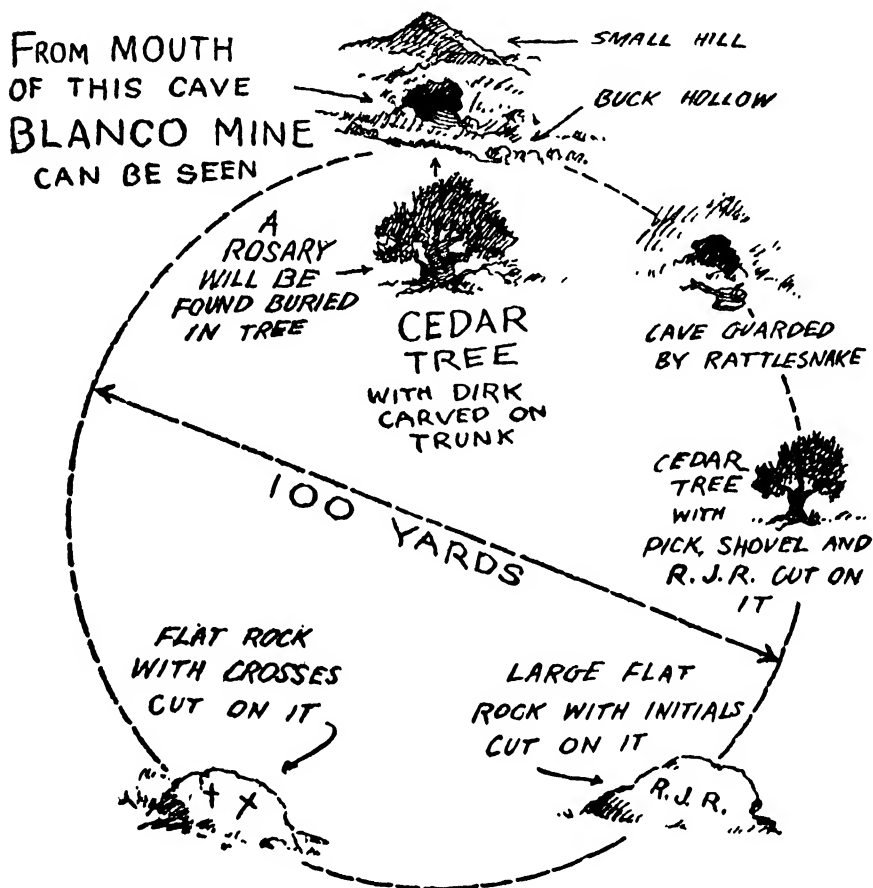 FROM MOUTH
OF THIS CAVE
BLANCO MINE
CAN BE SEEN
SMALL HILL
BUCK HOLLOW
A
ROSARY
WILL BE
FOUND BURIED
IN TREE
CEDAR
TREE
WITH DIRK
CARVED ON
TRUNK
CAVE GUARDED
BY RATTLESNAKE
CEDAR
TREE
WITH
PICK, SHOVEL AND
R.J.R. CUT ON
IT
100 YARDS
FLAT ROCK
WITH CROSSES
CUT ON IT
LARGE FLAT
ROCK WITH INITIALS
CUT ON IT
R.J.R.